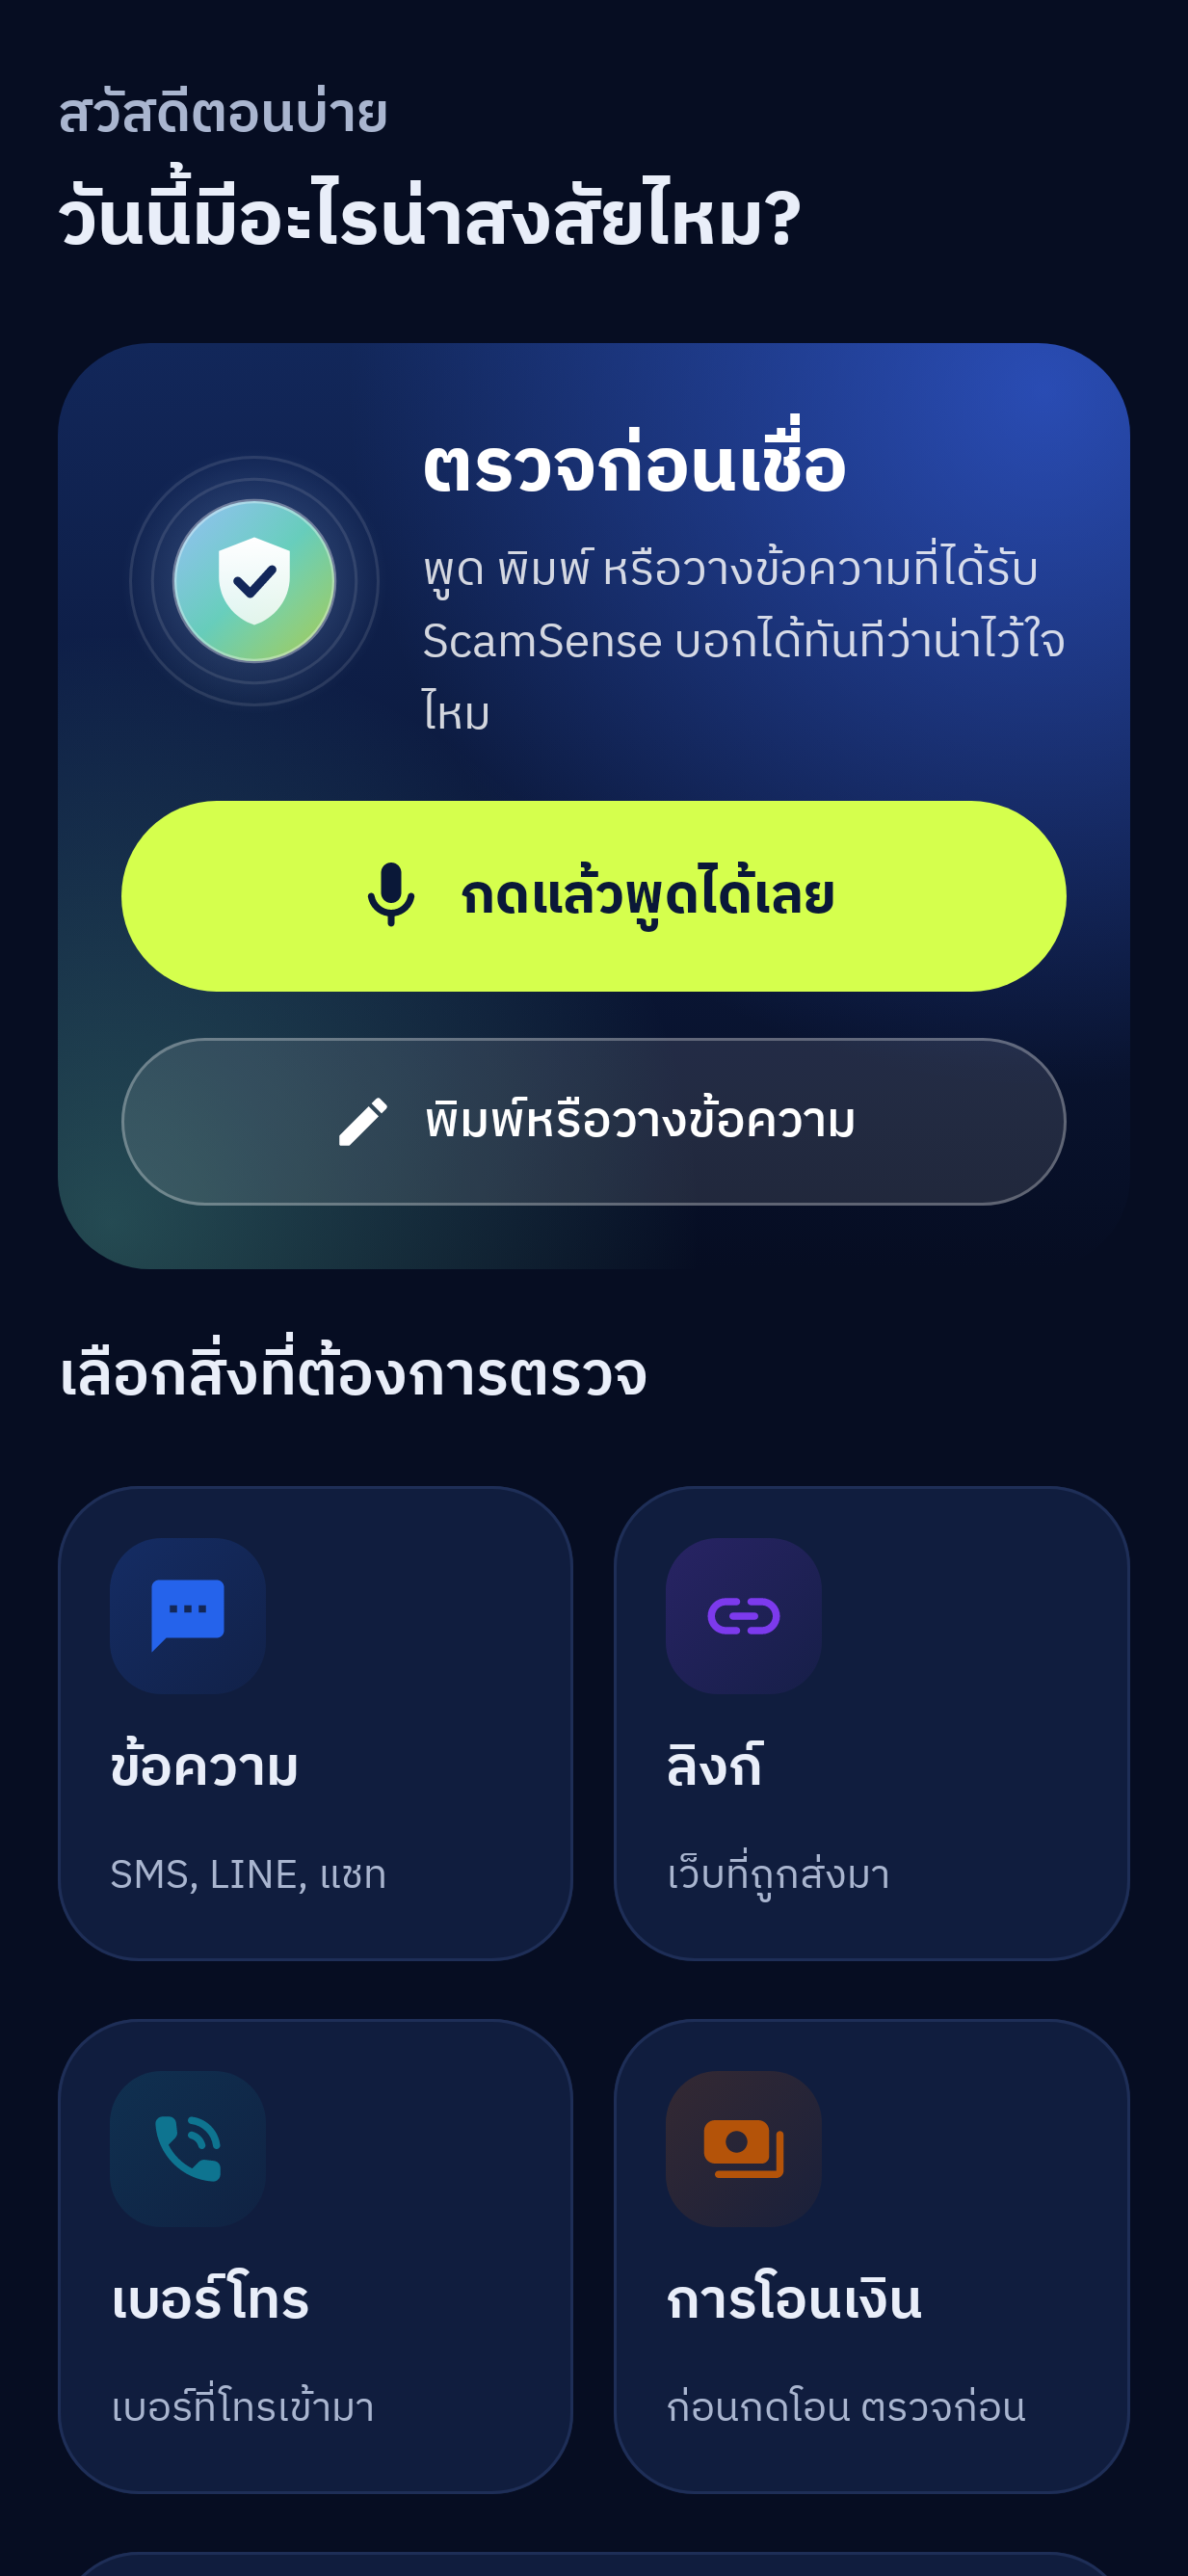 สวัสดีตอนบ่าย
วันนี้มีอะไรน่าสงสัยไหม?
ตรวจก่อนเชื่อ
พูด พิมพ์ หรือวางข้อความที่ได้รับ
ScamSense บอกได้ทันทีว่าน่าไว้ใจ
ไหม
กดแล้วพูดได้เลย
พิมพ์หรือวางข้อความ
เลือกสิ่งที่ต้องการตรวจ
ข้อความ
SMS, LINE, แชท
ลิงก์
เว็บที่ถูกส่งมา
เบอร์โทร
เบอร์ที่โทรเข้ามา
การโอนเงิน
ก่อนกดโอน ตรวจก่อน